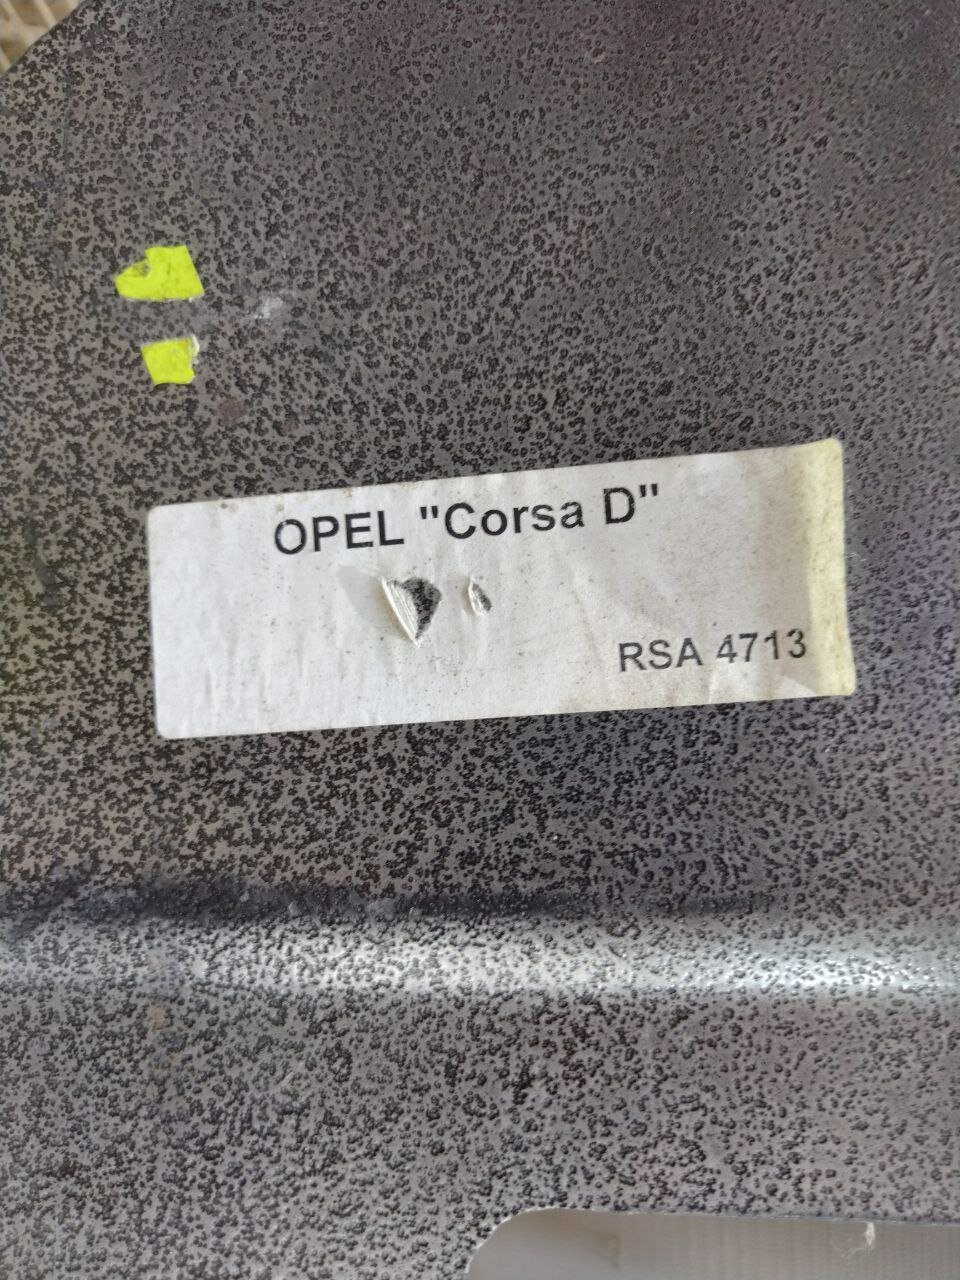 OPEL "Corsa D"
RSA 4713